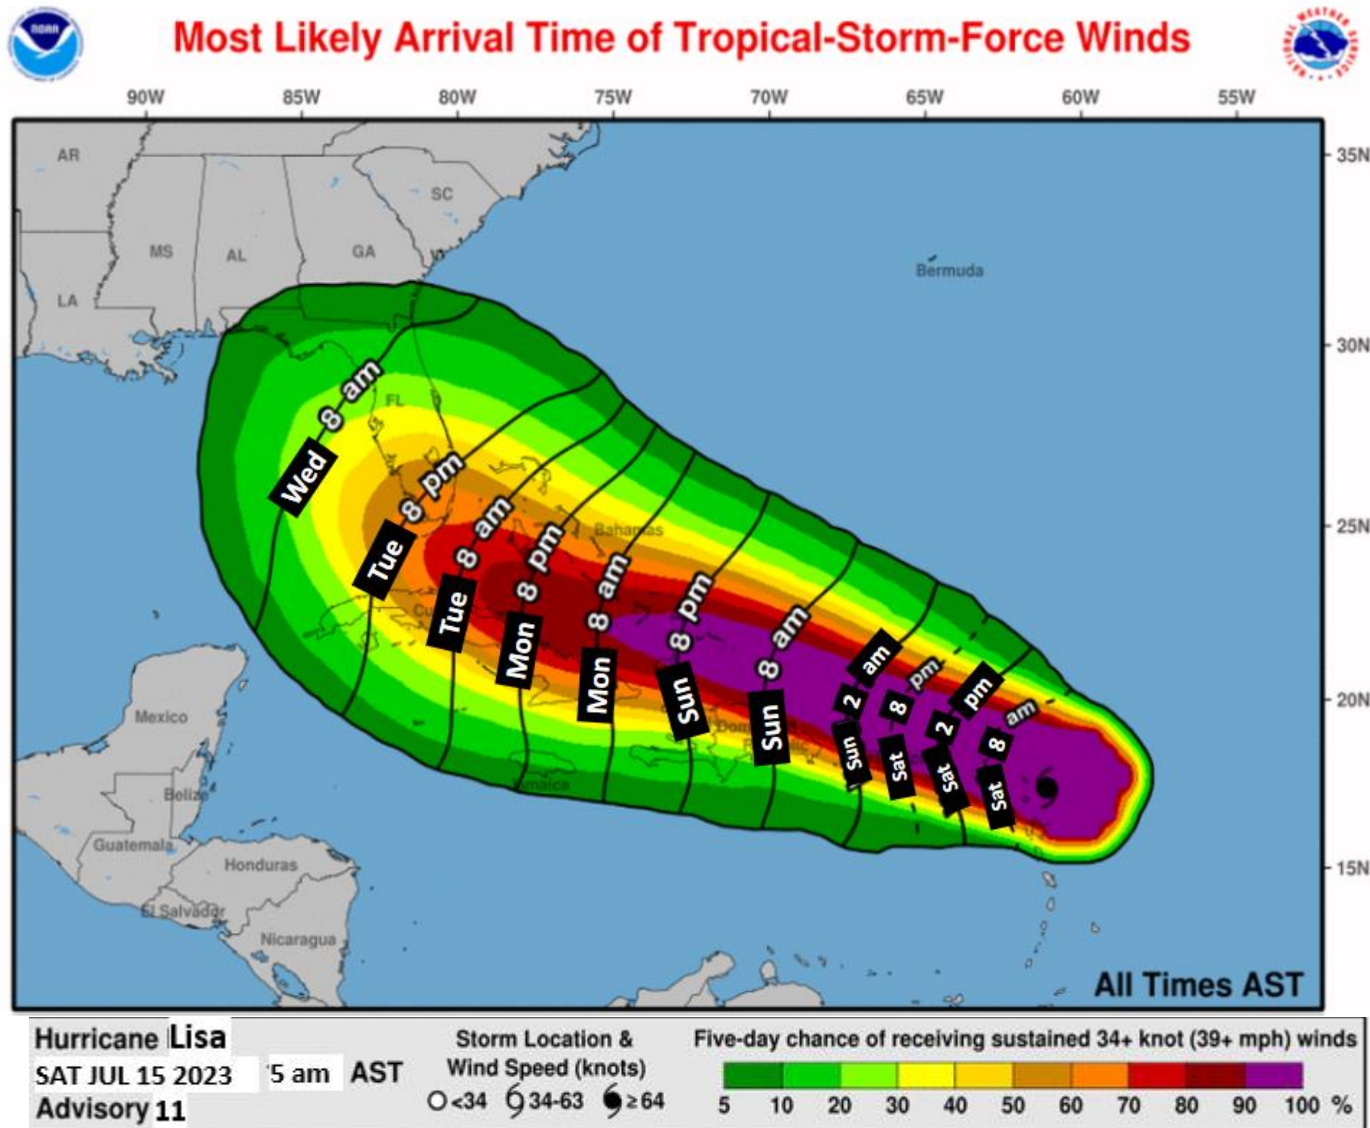 NOAA
Most Likely Arrival Time of Tropical-Storm-Force Winds
NATIONAL WEATHER SERVICE
90W 85W 80W 75W 70W 65W 60W 55W
AR
35N
SC
MS AL GA
Bermuda
LA
30N
8 am
FL
Wed
8 pm
Tue
8 am
Tue
8 pm
Mon
8 am
Mon
8 pm
Sun
8 am
Sun
2 am
Sun
8 pm
Sat
2 pm
Sat
8 am
Sat
Bahamas
25N
20N
Mexico
Jamaica
Belize
Guatemala
Honduras
15N
El Salvador
Nicaragua
All Times AST
Hurricane Lisa
SAT JUL 15 2023 5 am AST
Advisory 11
Storm Location &
Wind Speed (knots)
<34 34-63 ≥64
Five-day chance of receiving sustained 34+ knot (39+ mph) winds
5 10 20 30 40 50 60 70 80 90 100 %